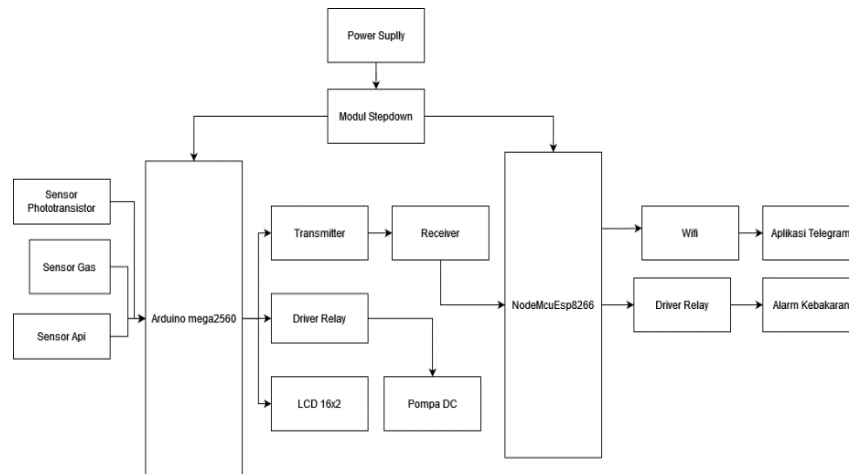 Power Suplly
Modul Stepdown
Sensor
Phototransistor
Sensor Gas
Sensor Api
Arduino mega2560
Transmitter
Receiver
Driver Relay
LCD 16x2
Pompa DC
NodeMcuEsp8266
Wifi
Aplikasi Telegram
Driver Relay
Alarm Kebakaran